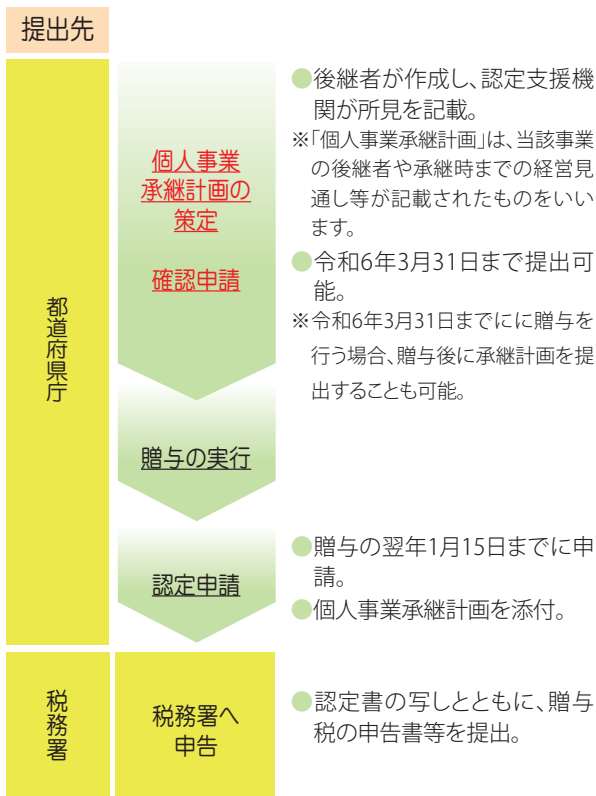 提出先
都道府県庁
個人事業
承継計画の
策定
確認申請
●後継者が作成し、認定支援機
関が所見を記載。
※「個人事業承継計画」は、当該事業
の後継者や承継時までの経営見
通し等が記載されたものをいい
ます。
●令和6年3月31日まで提出可
能。
※令和6年3月31日までにに贈与を
行う場合、贈与後に承継計画を提
出することも可能。
贈与の実行
認定申請
●贈与の翌年1月15日までに申
請。
●個人事業承継計画を添付。
税務署
税務署へ
申告
●認定書の写しとともに、贈与
税の申告書等を提出。